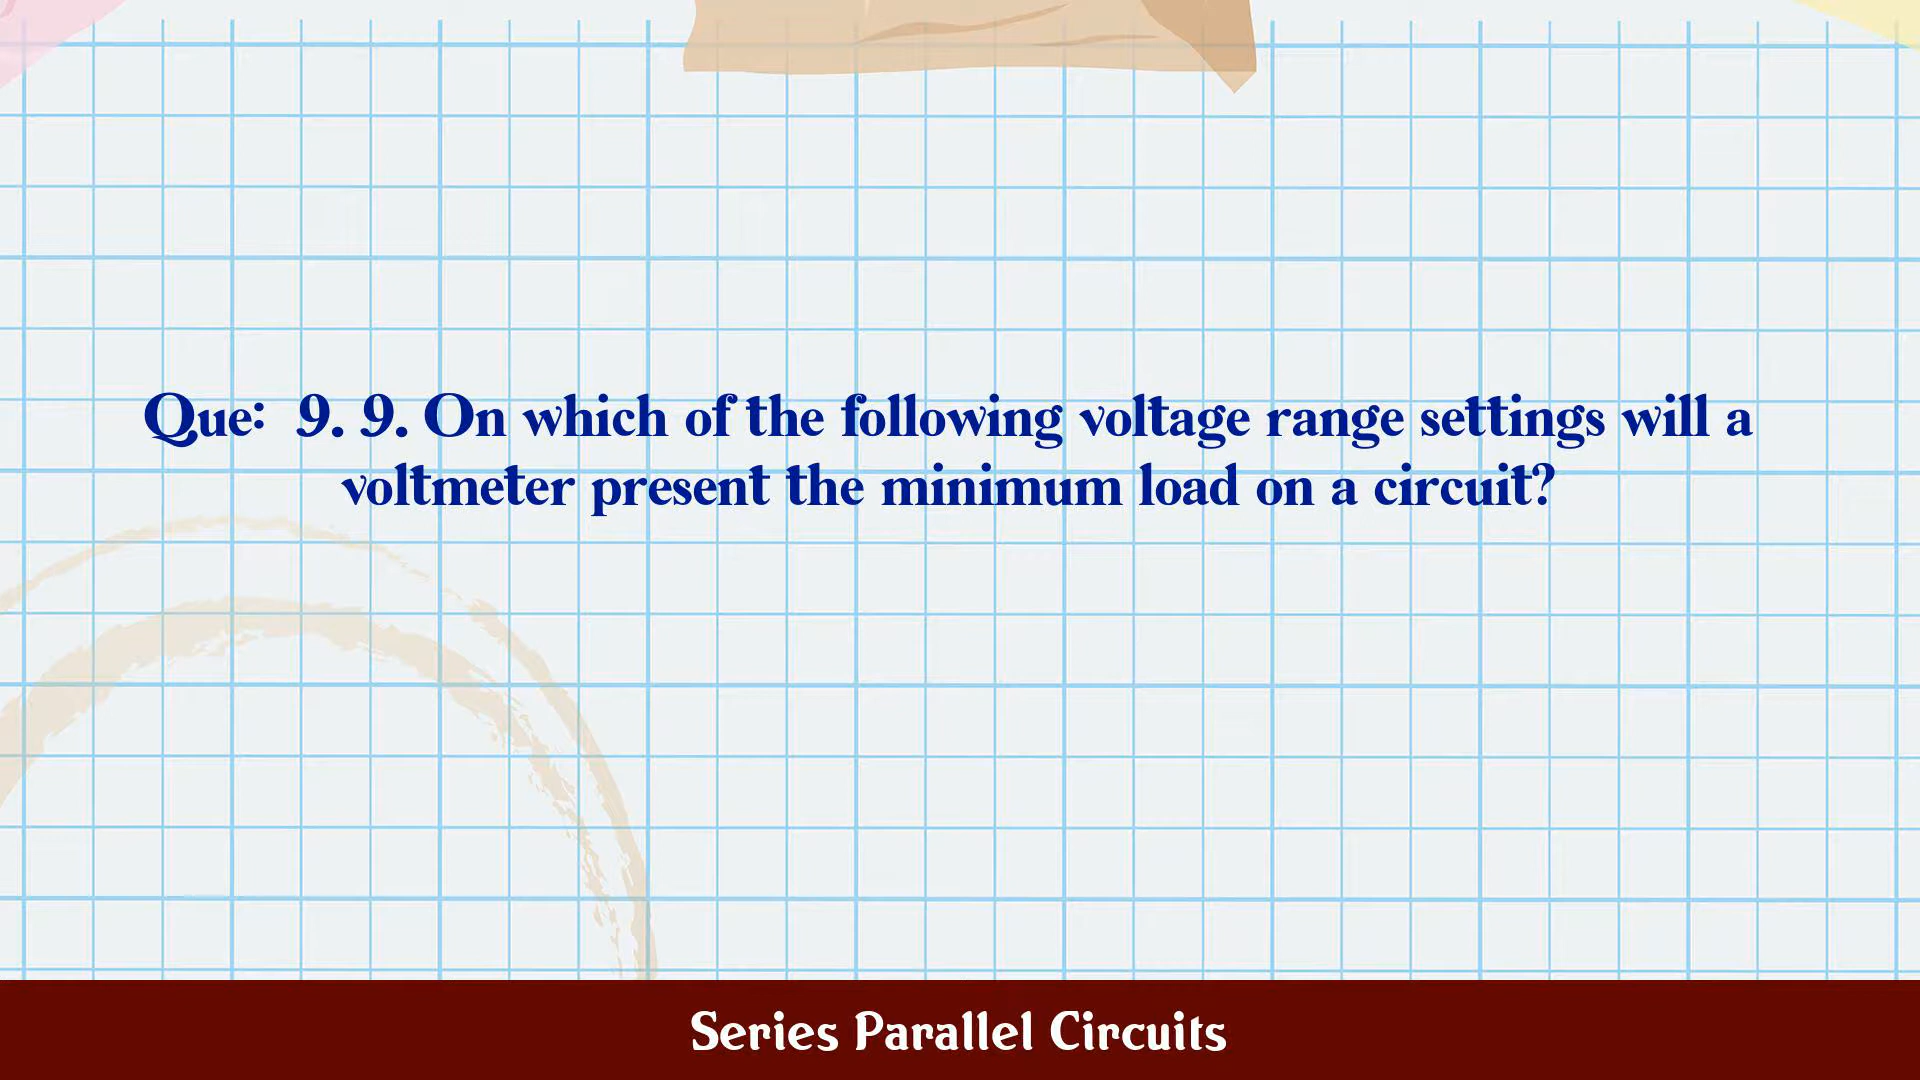 Que: 9. 9. On which of the following voltage range settings will a
voltmeter present the minimum load on a circuit?
Series Parallel Circuits